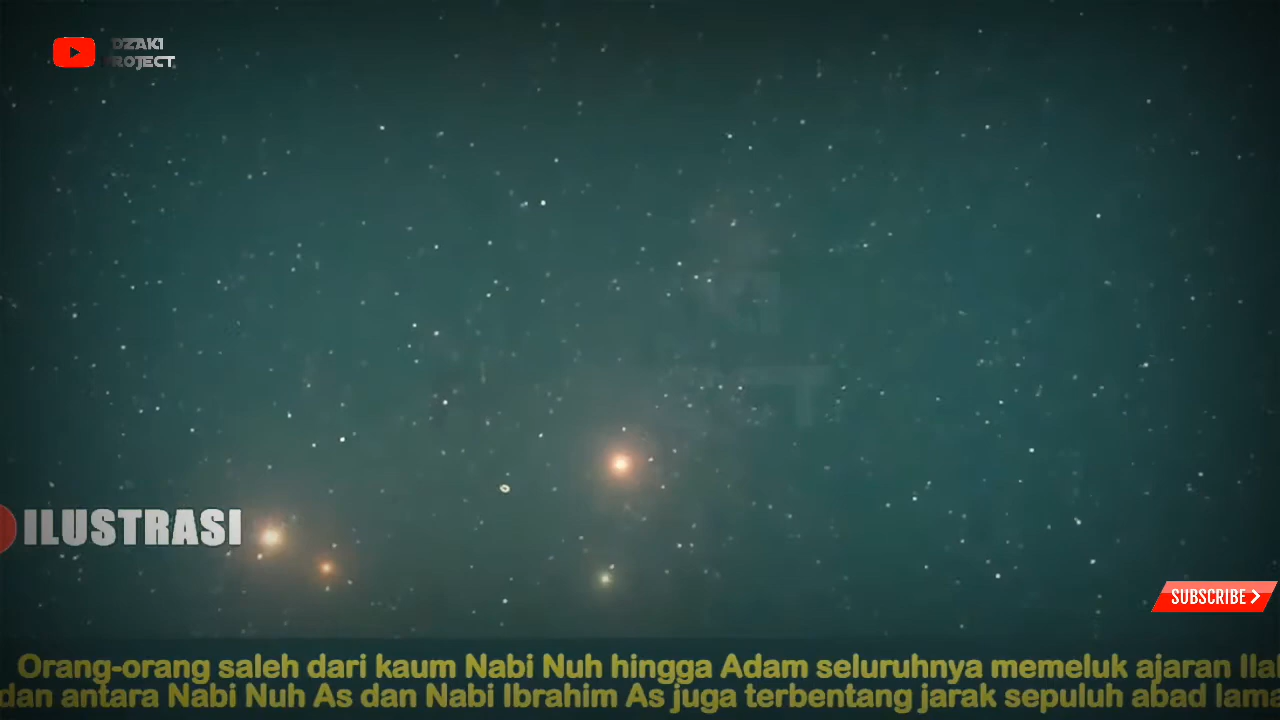 DZAKI
PROJECT
ILUSTRASI
SUBSCRIBE
Orang-orang saleh dari kaum Nabi Nuh hingga Adam seluruhnya memeluk ajaran
dan antara Nabi Nuh As dan Nabi Ibrahim As juga terbentang jarak sepuluh abad